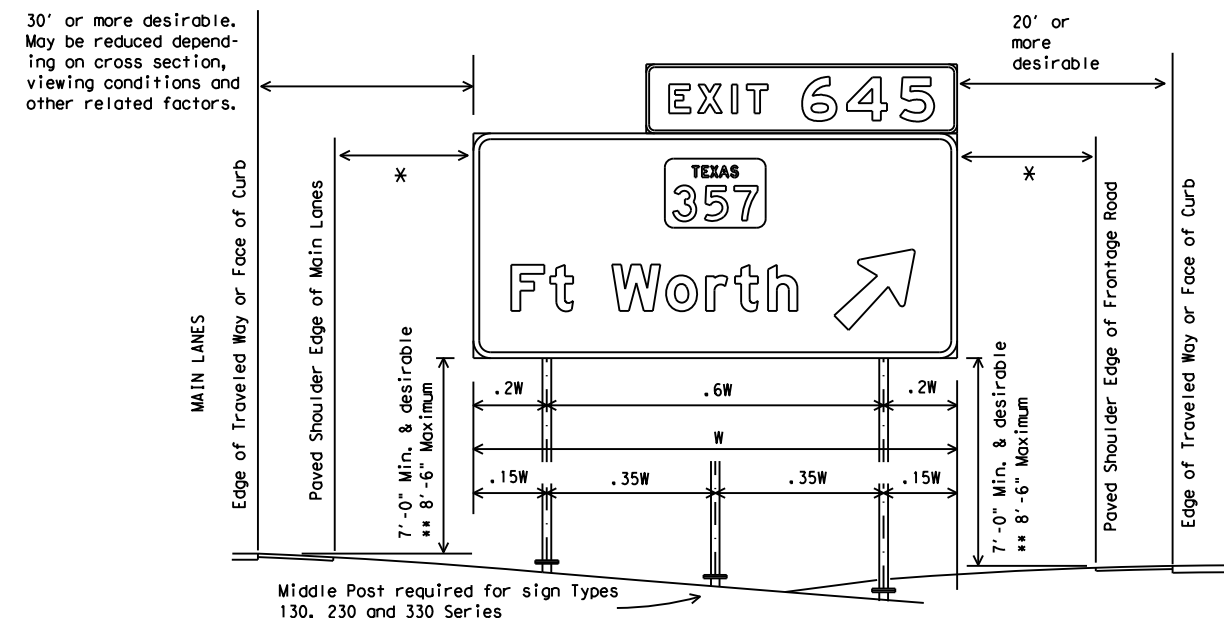 30' or more desirable.
May be reduced depend-
ing on cross section,
viewing conditions and
other related factors.
20' or
more
desirable
EXIT 645
TEXAS
357
Ft Worth
*
*
MAIN LANES
Edge of Traveled Way or Face of Curb
Paved Shoulder Edge of Main Lanes
7'-0" Min. & desirable
** 8'-6" Maximum
7'-0" Min. & desirable
** 8'-6" Maximum
Paved Shoulder Edge of Frontage Road
Edge of Traveled Way or Face of Curb
.2W .6W .2W
W
.15W .35W .35W .15W
Middle Post required for sign Types
130, 230 and 330 Series